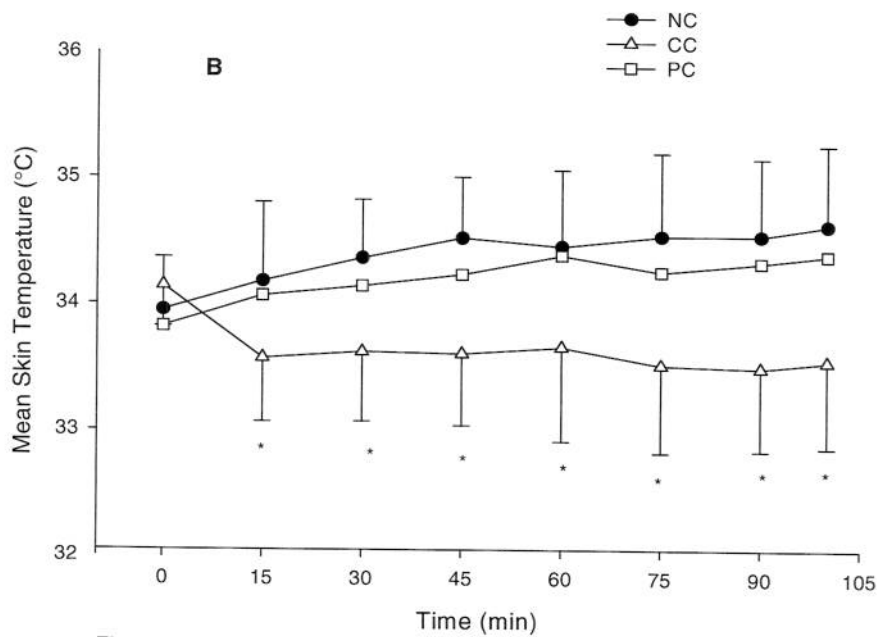 NC
CC
PC
B
36
35
34
33
32
Mean Skin Temperature (°C)
* * * * * * *
0 15 30 45 60 75 90 105
Time (min)